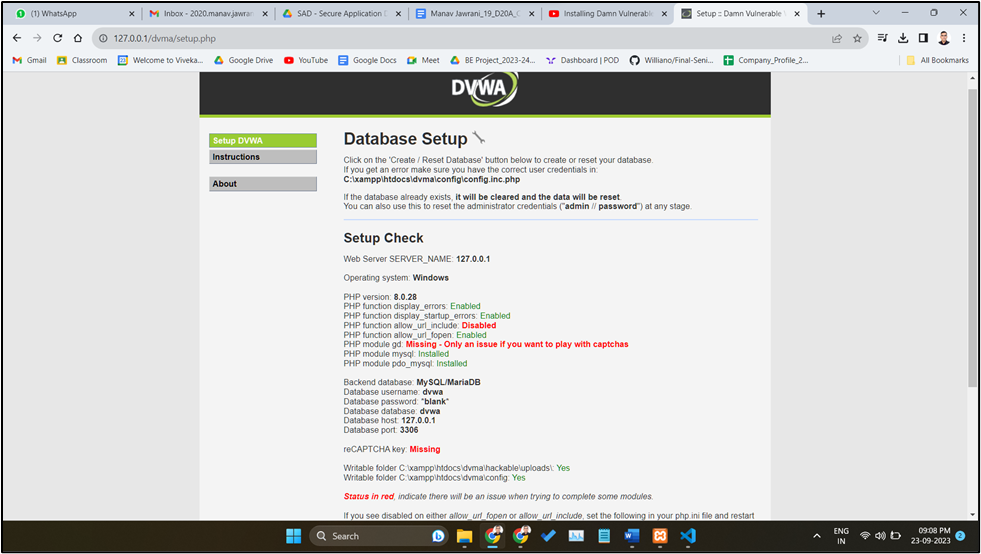 (1) WhatsApp
Inbox - 2020.manav.jawran
SAD - Secure Application D
Manav Jawrani_19_D20A_
Installing Damn Vulnerable
Setup :: Damn Vulnerable
127.0.0.1/dvma/setup.php
Gmail
Classroom
Welcome to Viveka...
Google Drive
YouTube
Google Docs
Meet
BE Project_2023-24...
Dashboard | POD
Williano/Final-Seni...
Company_Profile_2...
All Bookmarks
DVWA
Setup DVWA
Instructions
About
Database Setup
Click on the 'Create / Reset Database' button below to create or reset your database.
If you get an error make sure you have the correct user credentials in:
C:\xampp\htdocs\dvma\config\config.inc.php
If the database already exists, it will be cleared and the data will be reset.
You can also use this to reset the administrator credentials ("admin // password") at any stage.
Setup Check
Web Server SERVER_NAME: 127.0.0.1
Operating system: Windows
PHP version: 8.0.28
PHP function display_errors: Enabled
PHP function display_startup_errors: Enabled
PHP function allow_url_include: Disabled
PHP function allow_url_fopen: Enabled
PHP module gd: Missing - Only an issue if you want to play with captchas
PHP module mysql: Installed
PHP module pdo_mysql: Installed
Backend database: MySQL/MariaDB
Database username: dvwa
Database password: *blank*
Database database: dvwa
Database host: 127.0.0.1
Database port: 3306
reCAPTCHA key: Missing
Writable folder C:\xampp\htdocs\dvma\hackable\uploads\: Yes
Writable folder C:\xampp\htdocs\dvma\config: Yes
Status in red, indicate there will be an issue when trying to complete some modules.
If you see disabled on either allow_url_fopen or allow_url_include, set the following in your php ini file and restart
Search
ENG
IN
09:08 PM
23-09-2023
2